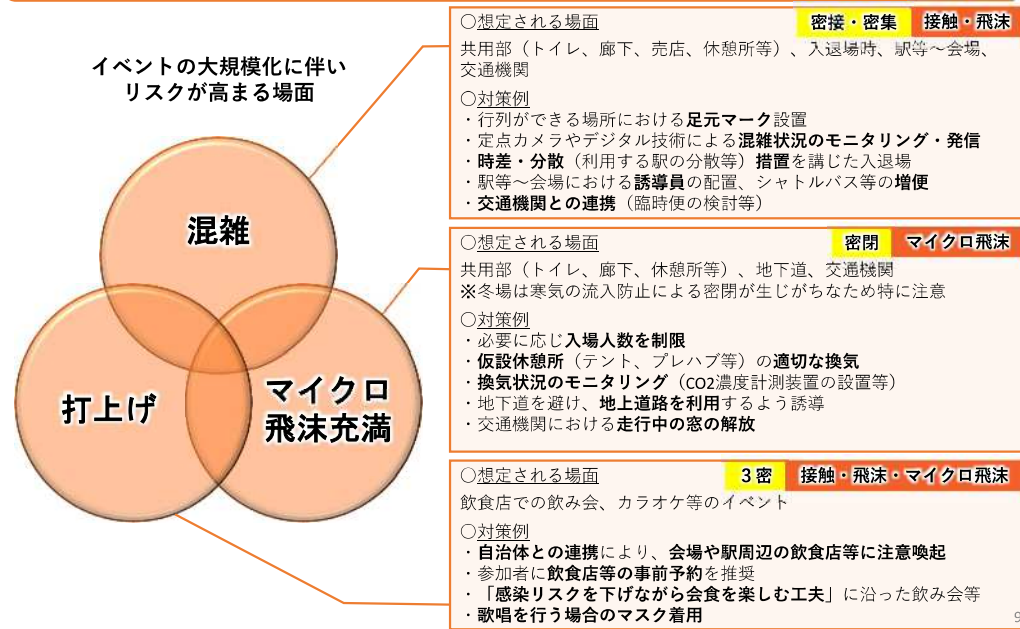 イベントの大規模化に伴い
リスクが高まる場面
混雑
打上げ
マイクロ
飛沫充満
○想定される場面
密接・密集
接触・飛沫
共用部（トイレ、廊下、売店、休憩所等）、入退場時、駅等～会場、
交通機関
○対策例
・行列ができる場所における足元マーク設置
・定点カメラやデジタル技術による混雑状況のモニタリング・発信
・時差・分散（利用する駅の分散等）措置を講じた入退場
・駅等～会場における誘導員の配置、シャトルバス等の増便
・交通機関との連携（臨時便の検討等）
○想定される場面
密閉
マイクロ飛沫
共用部（トイレ、廊下、休憩所等）、地下道、交通機関
※冬場は寒気の流入防止による密閉が生じがちなため特に注意
○対策例
・必要に応じ入場人数を制限
・仮設休憩所（テント、プレハブ等）の適切な換気
・換気状況のモニタリング（CO2濃度計測装置の設置等）
・地下道を避け、地上道路を利用するよう誘導
・交通機関における走行中の窓の解放
○想定される場面
３密
接触・飛沫・マイクロ飛沫
飲食店での飲み会、カラオケ等のイベント
○対策例
・自治体との連携により、会場や駅周辺の飲食店等に注意喚起
・参加者に飲食店等の事前予約を推奨
・「感染リスクを下げながら会食を楽しむ工夫」に沿った飲み会等
・歌唱を行う場合のマスク着用
9